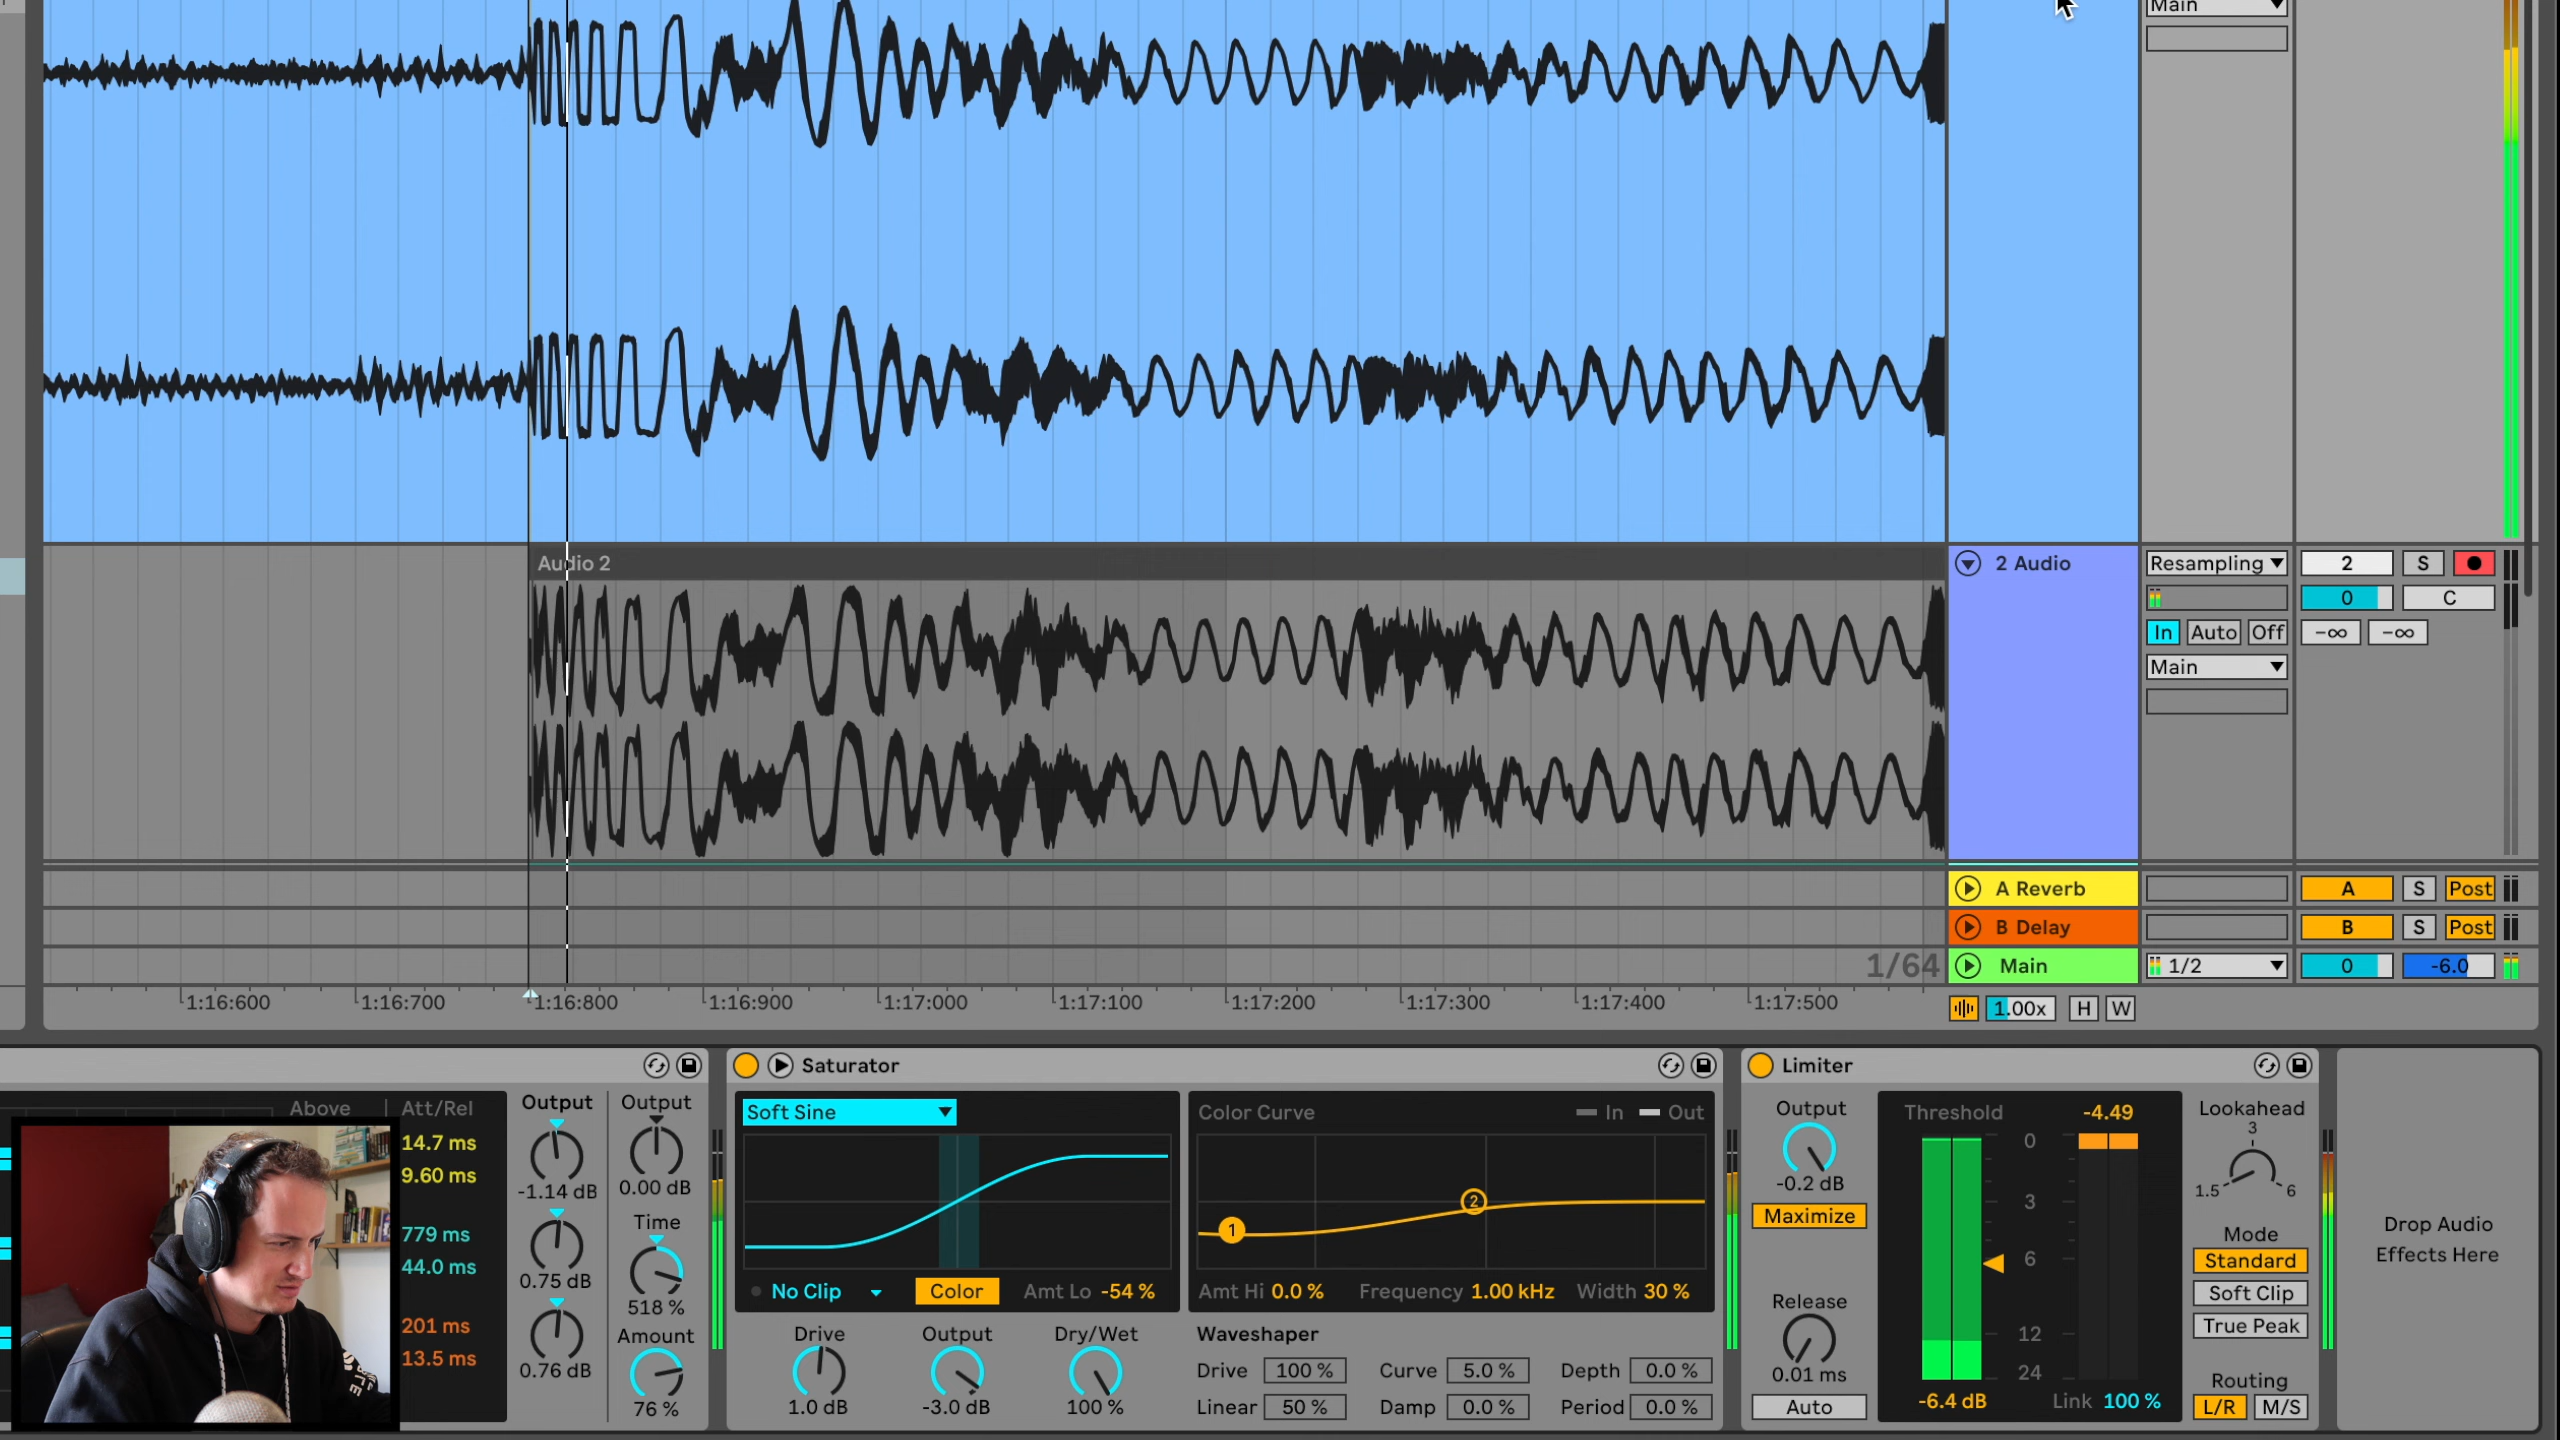 Main
Audio 2
2 Audio
Resampling
2
S
0
C
In
Auto
Off
-∞
-∞
Main
A Reverb
A
S
Post
B Delay
B
S
Post
1/64
Main
1/2
0
-6.0
1:16:600
1:16:700
1:16:800
1:16:900
1:17:000
1:17:100
1:17:200
1:17:300
1:17:400
1:17:500
1.00x
H
W
Above
Att/Rel
14.7 ms
9.60 ms
779 ms
44.0 ms
201 ms
13.5 ms
Output
-1.14 dB
0.75 dB
0.76 dB
Output
0.00 dB
Time
518 %
Amount
76 %
Saturator
Soft Sine
No Clip
Color
Amt Lo -54 %
Color Curve
In
Out
1
2
Amt Hi 0.0 %
Frequency 1.00 kHz
Width 30 %
Drive
1.0 dB
Output
-3.0 dB
Dry/Wet
100 %
Waveshaper
Drive 100 %
Curve 5.0 %
Depth 0.0 %
Linear 50 %
Damp 0.0 %
Period 0.0 %
Limiter
Output
-0.2 dB
Maximize
Release
0.01 ms
Auto
Threshold
-4.49
0
3
6
12
24
-6.4 dB
Link 100 %
Lookahead
3
1.5
6
Mode
Standard
Soft Clip
True Peak
Routing
L/R
M/S
Drop Audio
Effects Here